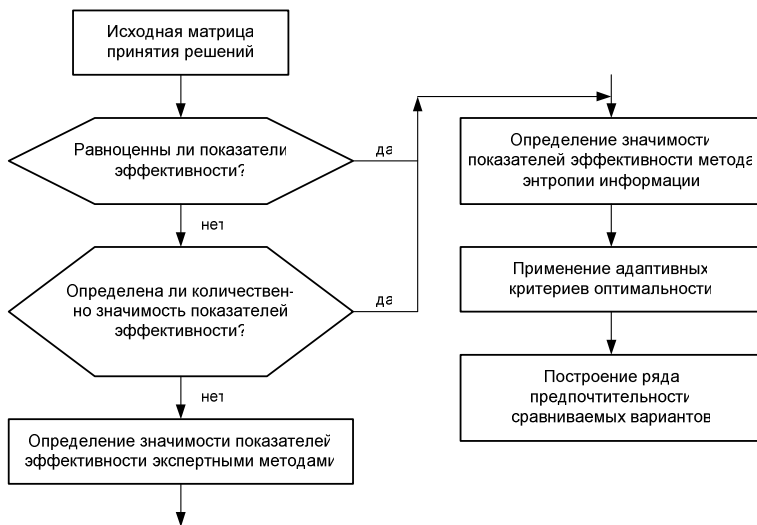 Исходная матрица
принятия решений
Равноценны ли показатели
эффективности?
да
нет
Определена ли количествен-
но значимость показателей
эффективности?
да
нет
Определение значимости показателей
эффективности экспертными методами
Определение значимости
показателей эффективности метода
энтропии информации
Применение адаптивных
критериев оптимальности
Построение ряда
предпочтительности
сравниваемых вариантов